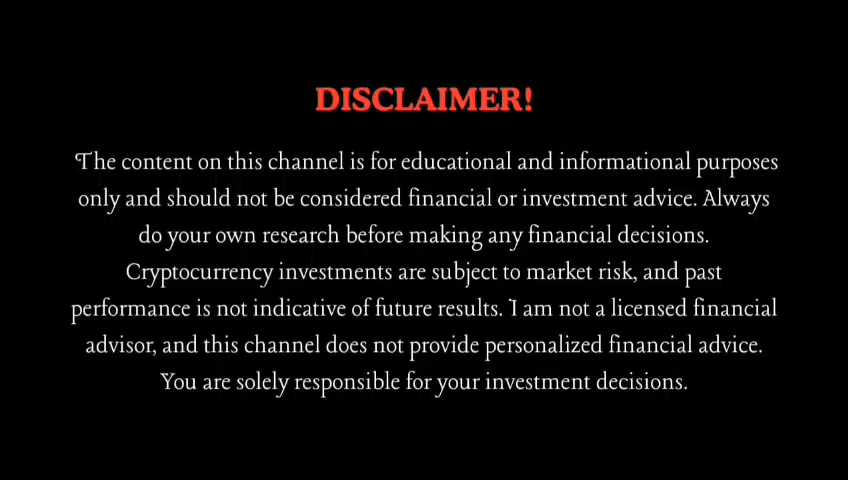 DISCLAIMER!
The content on this channel is for educational and informational purposes
only and should not be considered financial or investment advice. Always
do your own research before making any financial decisions.
Cryptocurrency investments are subject to market risk, and past
performance is not indicative of future results. I am not a licensed financial
advisor, and this channel does not provide personalized financial advice.
You are solely responsible for your investment decisions.